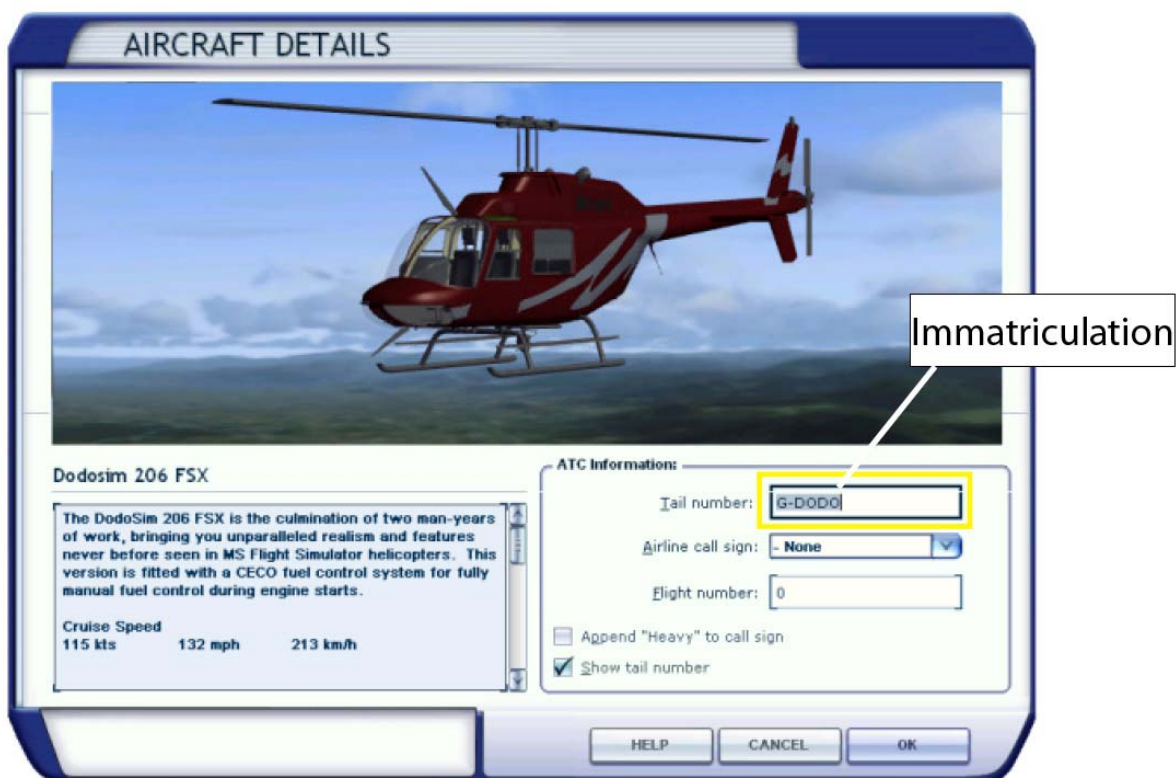 AIRCRAFT DETAILS
Immatriculation
Dodosim 206 FSX
The DodoSim 206 FSX is the culmination of two man-years
of work, bringing you unparalleled realism and features
never before seen in MS Flight Simulator helicopters. This
version is fitted with a CECO fuel control system for fully
manual fuel control during engine starts.
Cruise Speed
115 kts 132 mph 213 km/h
ATC Information:
Tail number: G-DODO
Airline call sign: - None
Flight number: 0
Append "Heavy" to call sign
Show tail number
HELP CANCEL OK